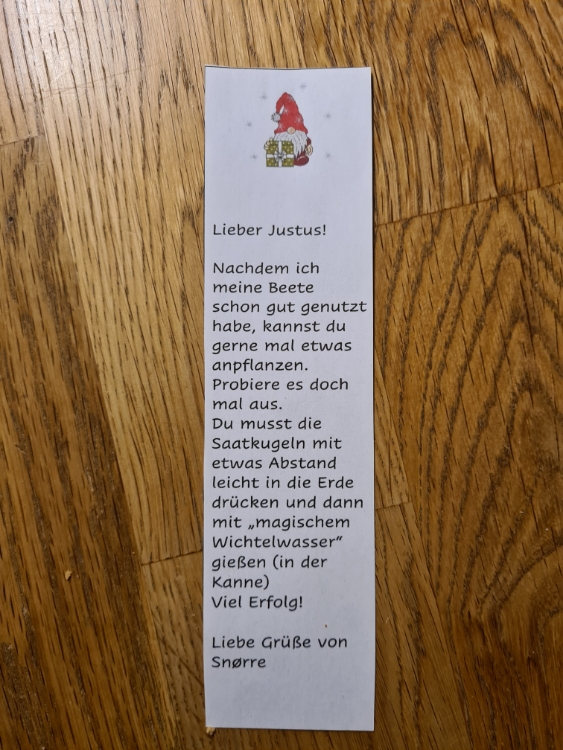 Lieber Justus!
Nachdem ich
meine Beete
schon gut genutzt
habe, kannst du
gerne mal etwas
anpflanzen.
Probiere es doch
mal aus.
Du musst die
Saatkugeln mit
etwas Abstand
leicht in die Erde
drücken und dann
mit „magischem
Wichtelwasser“
gießen (in der
Kanne)
Viel Erfolg!
Liebe Grüße von
Snørre